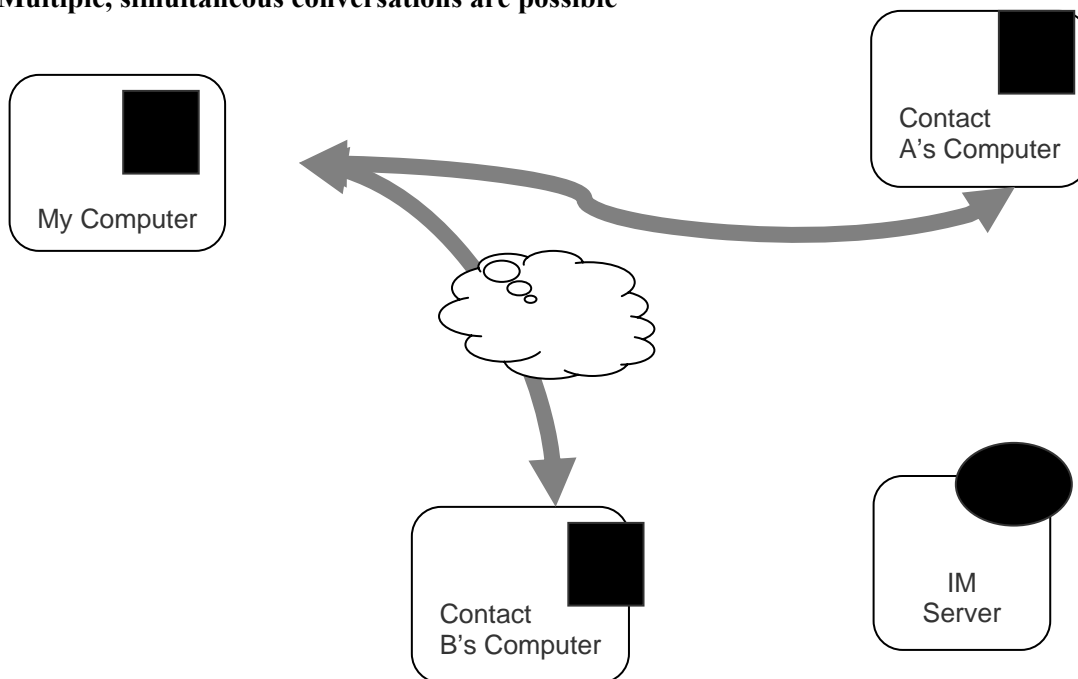 Multiple, simultaneous conversations are possible
Contact
A's Computer
My Computer
IM
Server
Contact
B's Computer